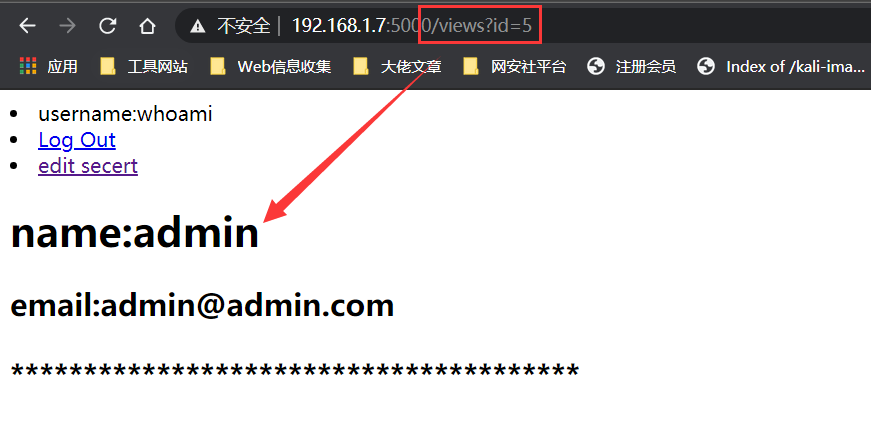 不安全 | 192.168.1.7:5000/views?id=5
应用 工具网站 Web信息收集 大佬文章 网安社平台 注册会员 Index of /kali-ima...
username:whoami
Log Out
edit secert
name:admin
email:admin@admin.com
***************************************